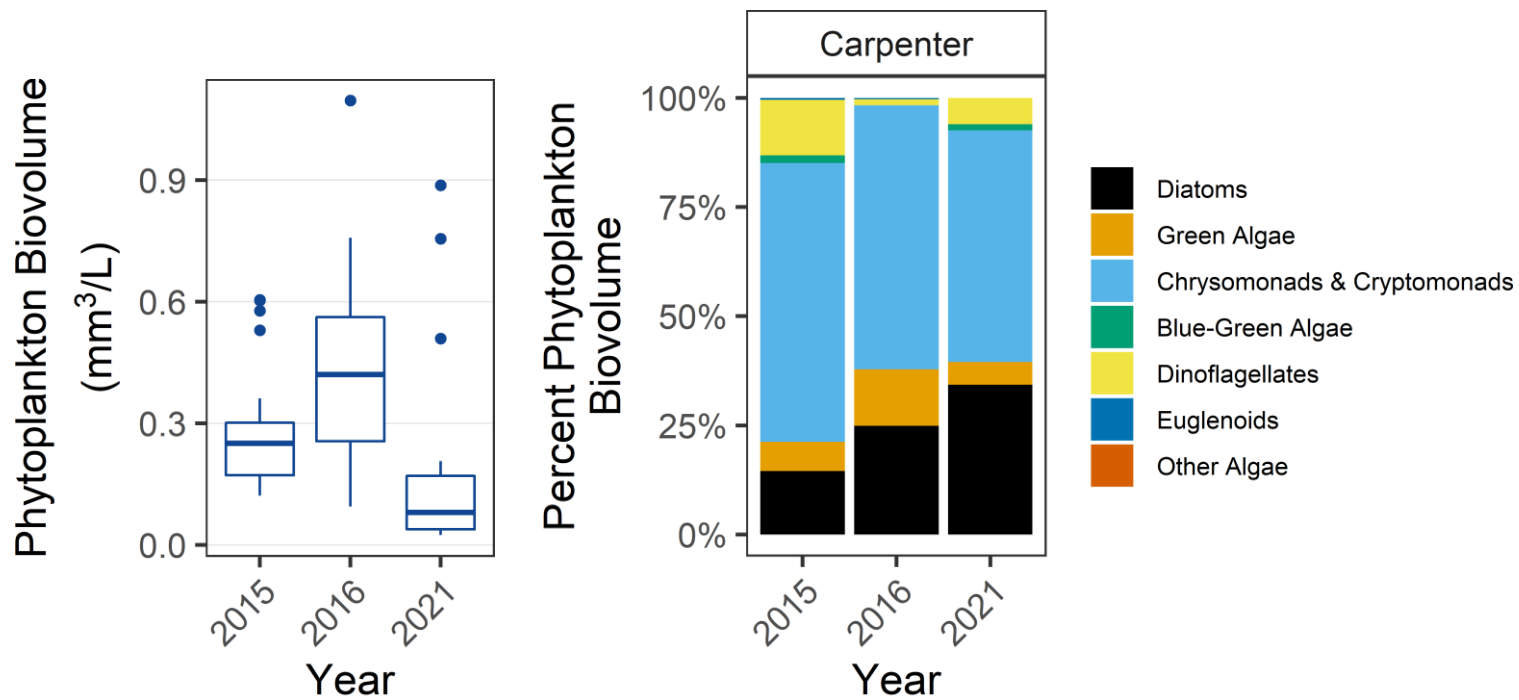 Phytoplankton Biovolume
(mm³/L)
0.9
0.6
0.3
0.0
2015
2016
2021
Year
Carpenter
Percent Phytoplankton
Biovolume
100%
75%
50%
25%
0%
2015
2016
2021
Year
Diatoms
Green Algae
Chrysomonads & Cryptomonads
Blue-Green Algae
Dinoflagellates
Euglenoids
Other Algae